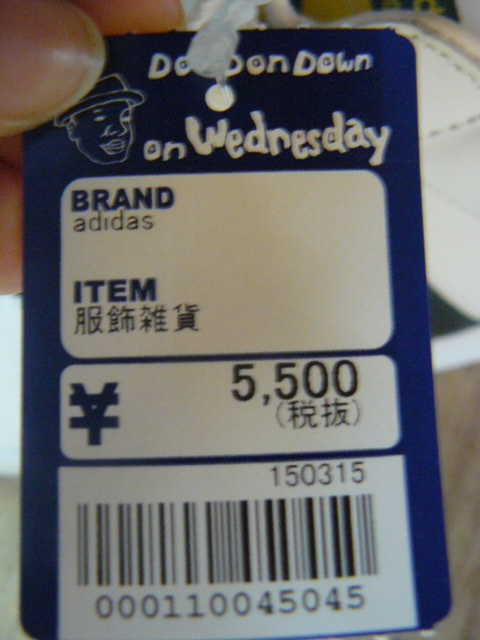 Don Don Down
on Wednesday
BRAND
adidas
ITEM
服飾雑貨
¥ 5,500
(税抜)
150315
000110045045